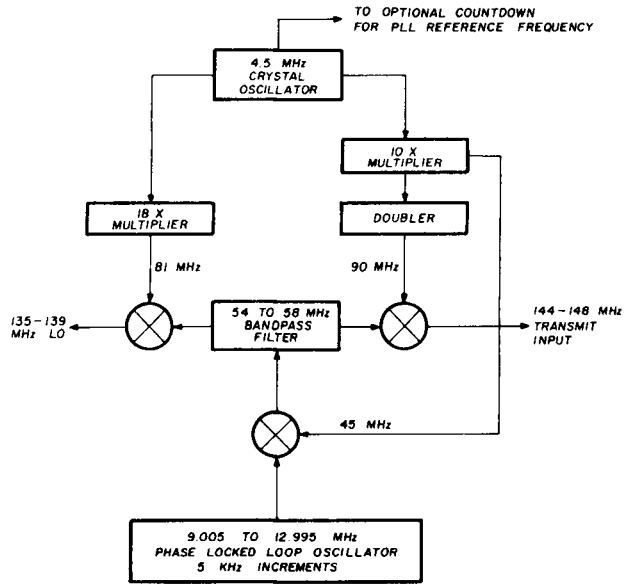 TO OPTIONAL COUNTDOWN
FOR PLL REFERENCE FREQUENCY
4.5 MHz
CRYSTAL
OSCILLATOR
10 X
MULTIPLIER
18 X
MULTIPLIER
DOUBLER
81 MHz
90 MHz
135-139
MHz LO
54 TO 58 MHz
BANDPASS
FILTER
144-148 MHz
TRANSMIT
INPUT
45 MHz
9.005 TO 12.995 MHz
PHASE LOCKED LOOP OSCILLATOR
5 KHz INCREMENTS